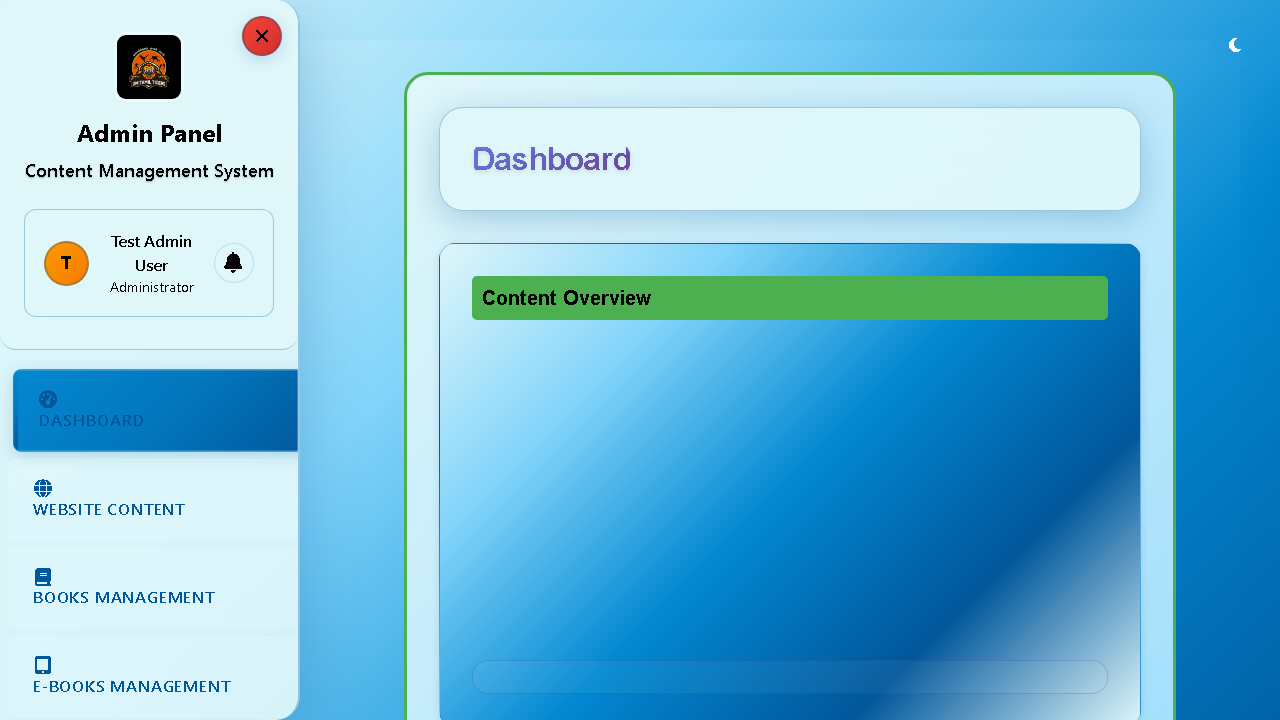 Admin Panel
Content Management System
T
Test Admin
User
Administrator
DASHBOARD
WEBSITE CONTENT
BOOKS MANAGEMENT
E-BOOKS MANAGEMENT
Dashboard
Content Overview